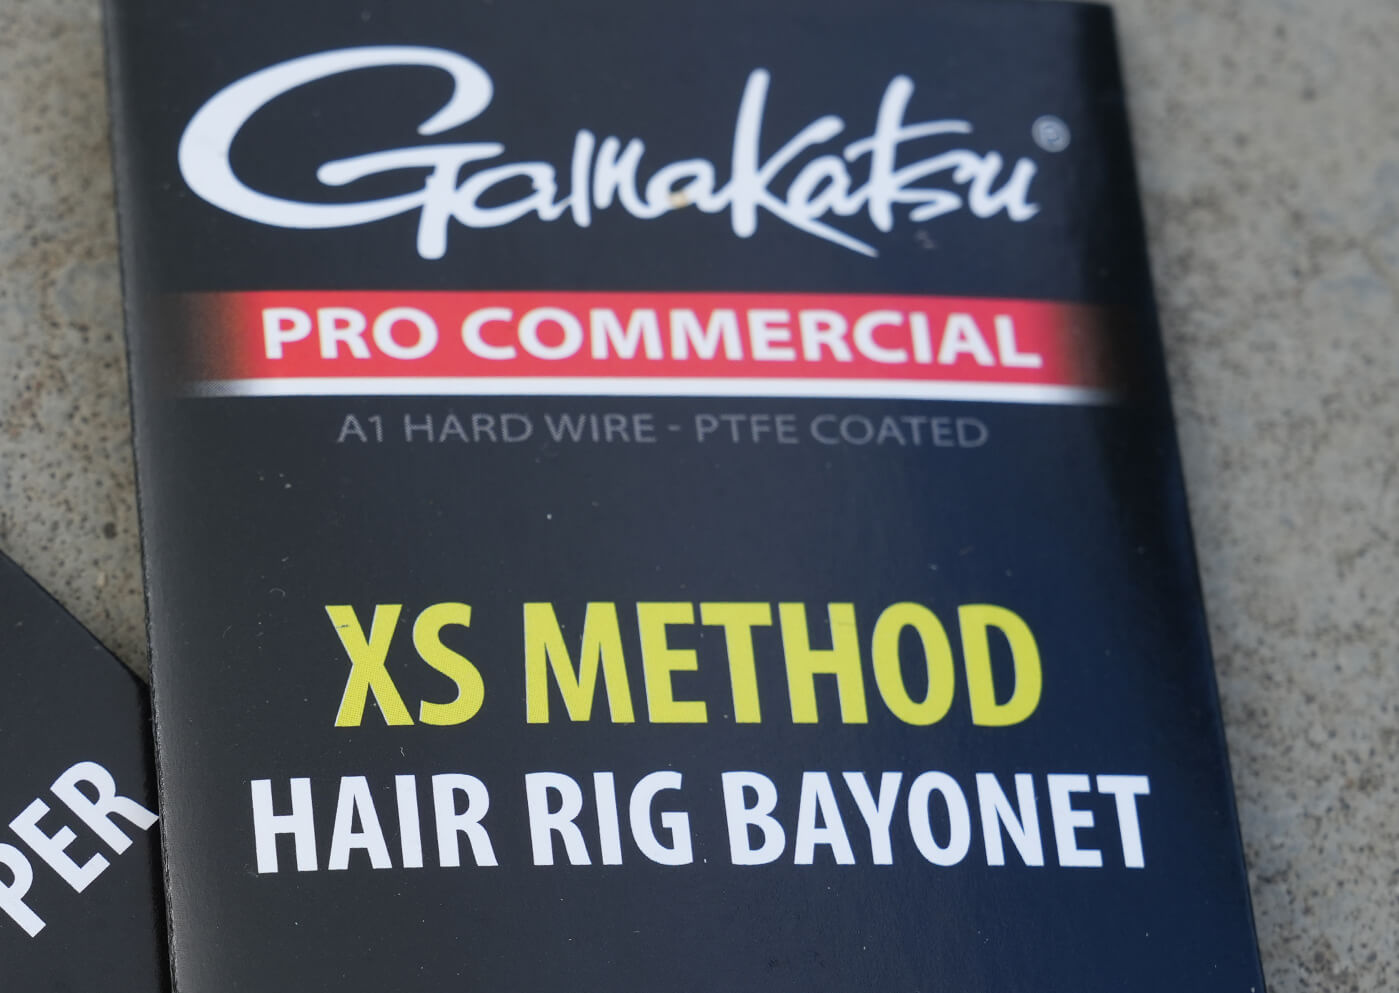 Gamakatsu®
PRO COMMERCIAL
A1 HARD WIRE - PTFE COATED
XS METHOD
HAIR RIG BAYONET
PER